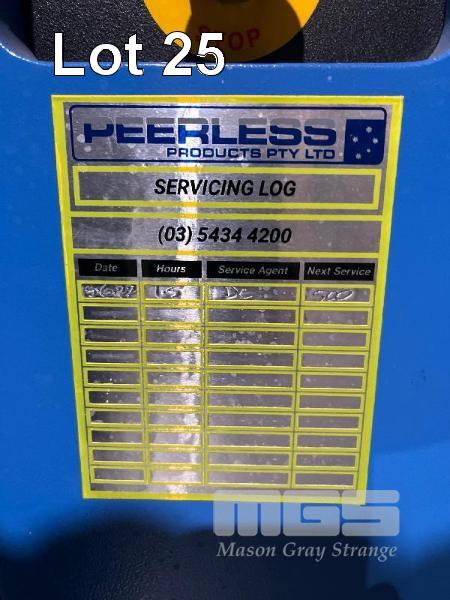 STOP
Lot 25
PEERLESS
PRODUCTS PTY LTD
SERVICING LOG
(03) 5434 4200
Date Hours Service Agent Next Service
DC
MGS
Mason Gray Strange